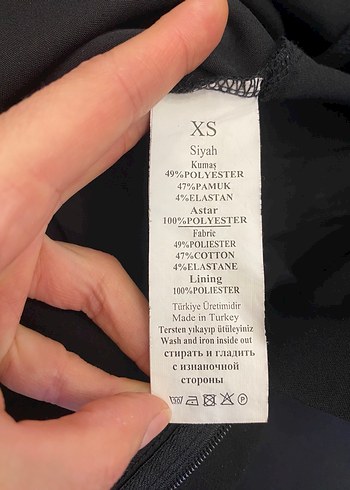 XS
Siyah
Kumaş
49%POLYESTER
47%PAMUK
4%ELASTAN
Astar
100%POLYESTER
Fabric
49%POLIESTER
47%COTTON
4%ELASTANE
Lining
100%POLIESTER
Türkiye Üretimidir
Made in Turkey
Tersten yıkayıp ütüleyiniz
Wash and iron inside out
стирать и гладить
с изнаночной
стороны
P